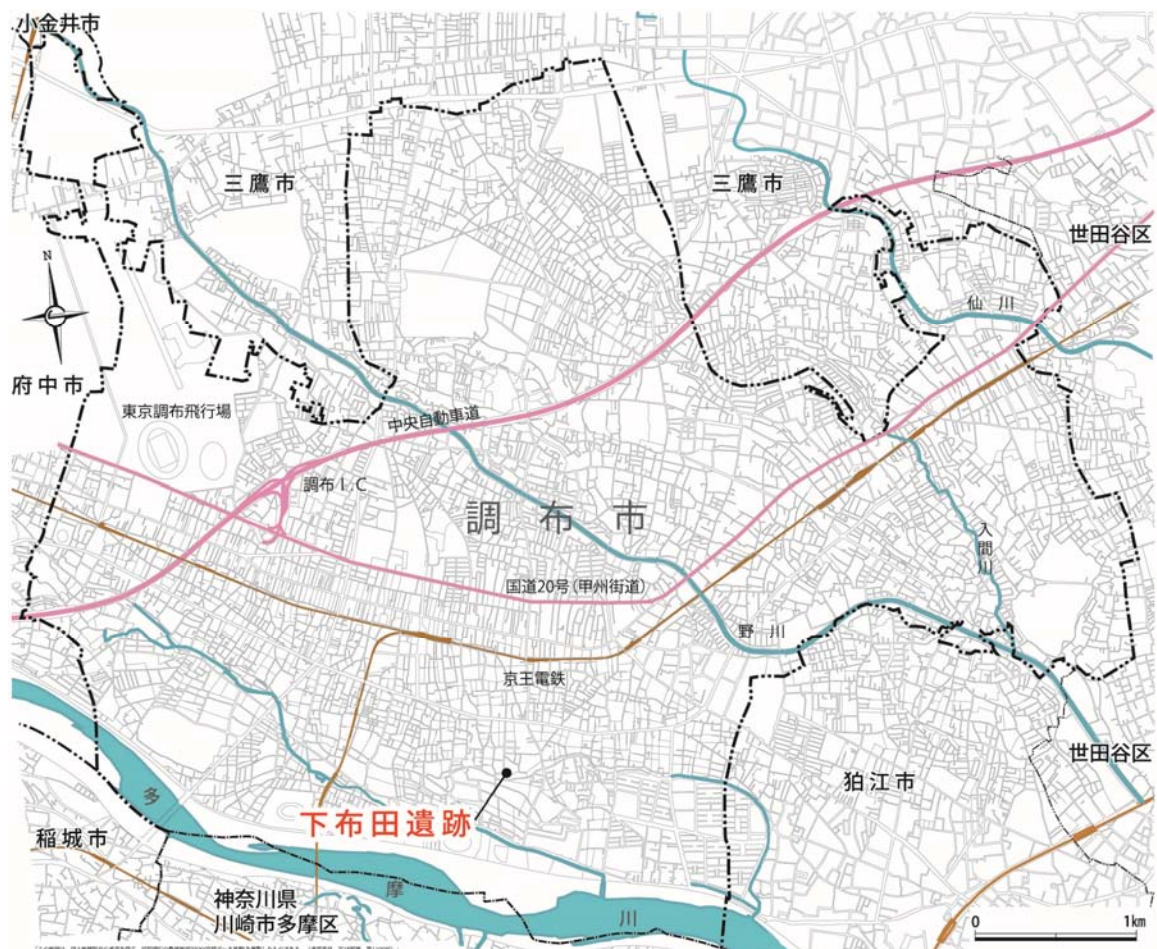 小金井市
三鷹市
三鷹市
世田谷区
N
仙川
府中市
東京調布飛行場
中央自動車道
調布I.C
調布市
入間川
国道20号(甲州街道)
野川
京王電鉄
世田谷区
狛江市
多摩川
下布田遺跡
稲城市
神奈川県
川崎市多摩区
0 1km